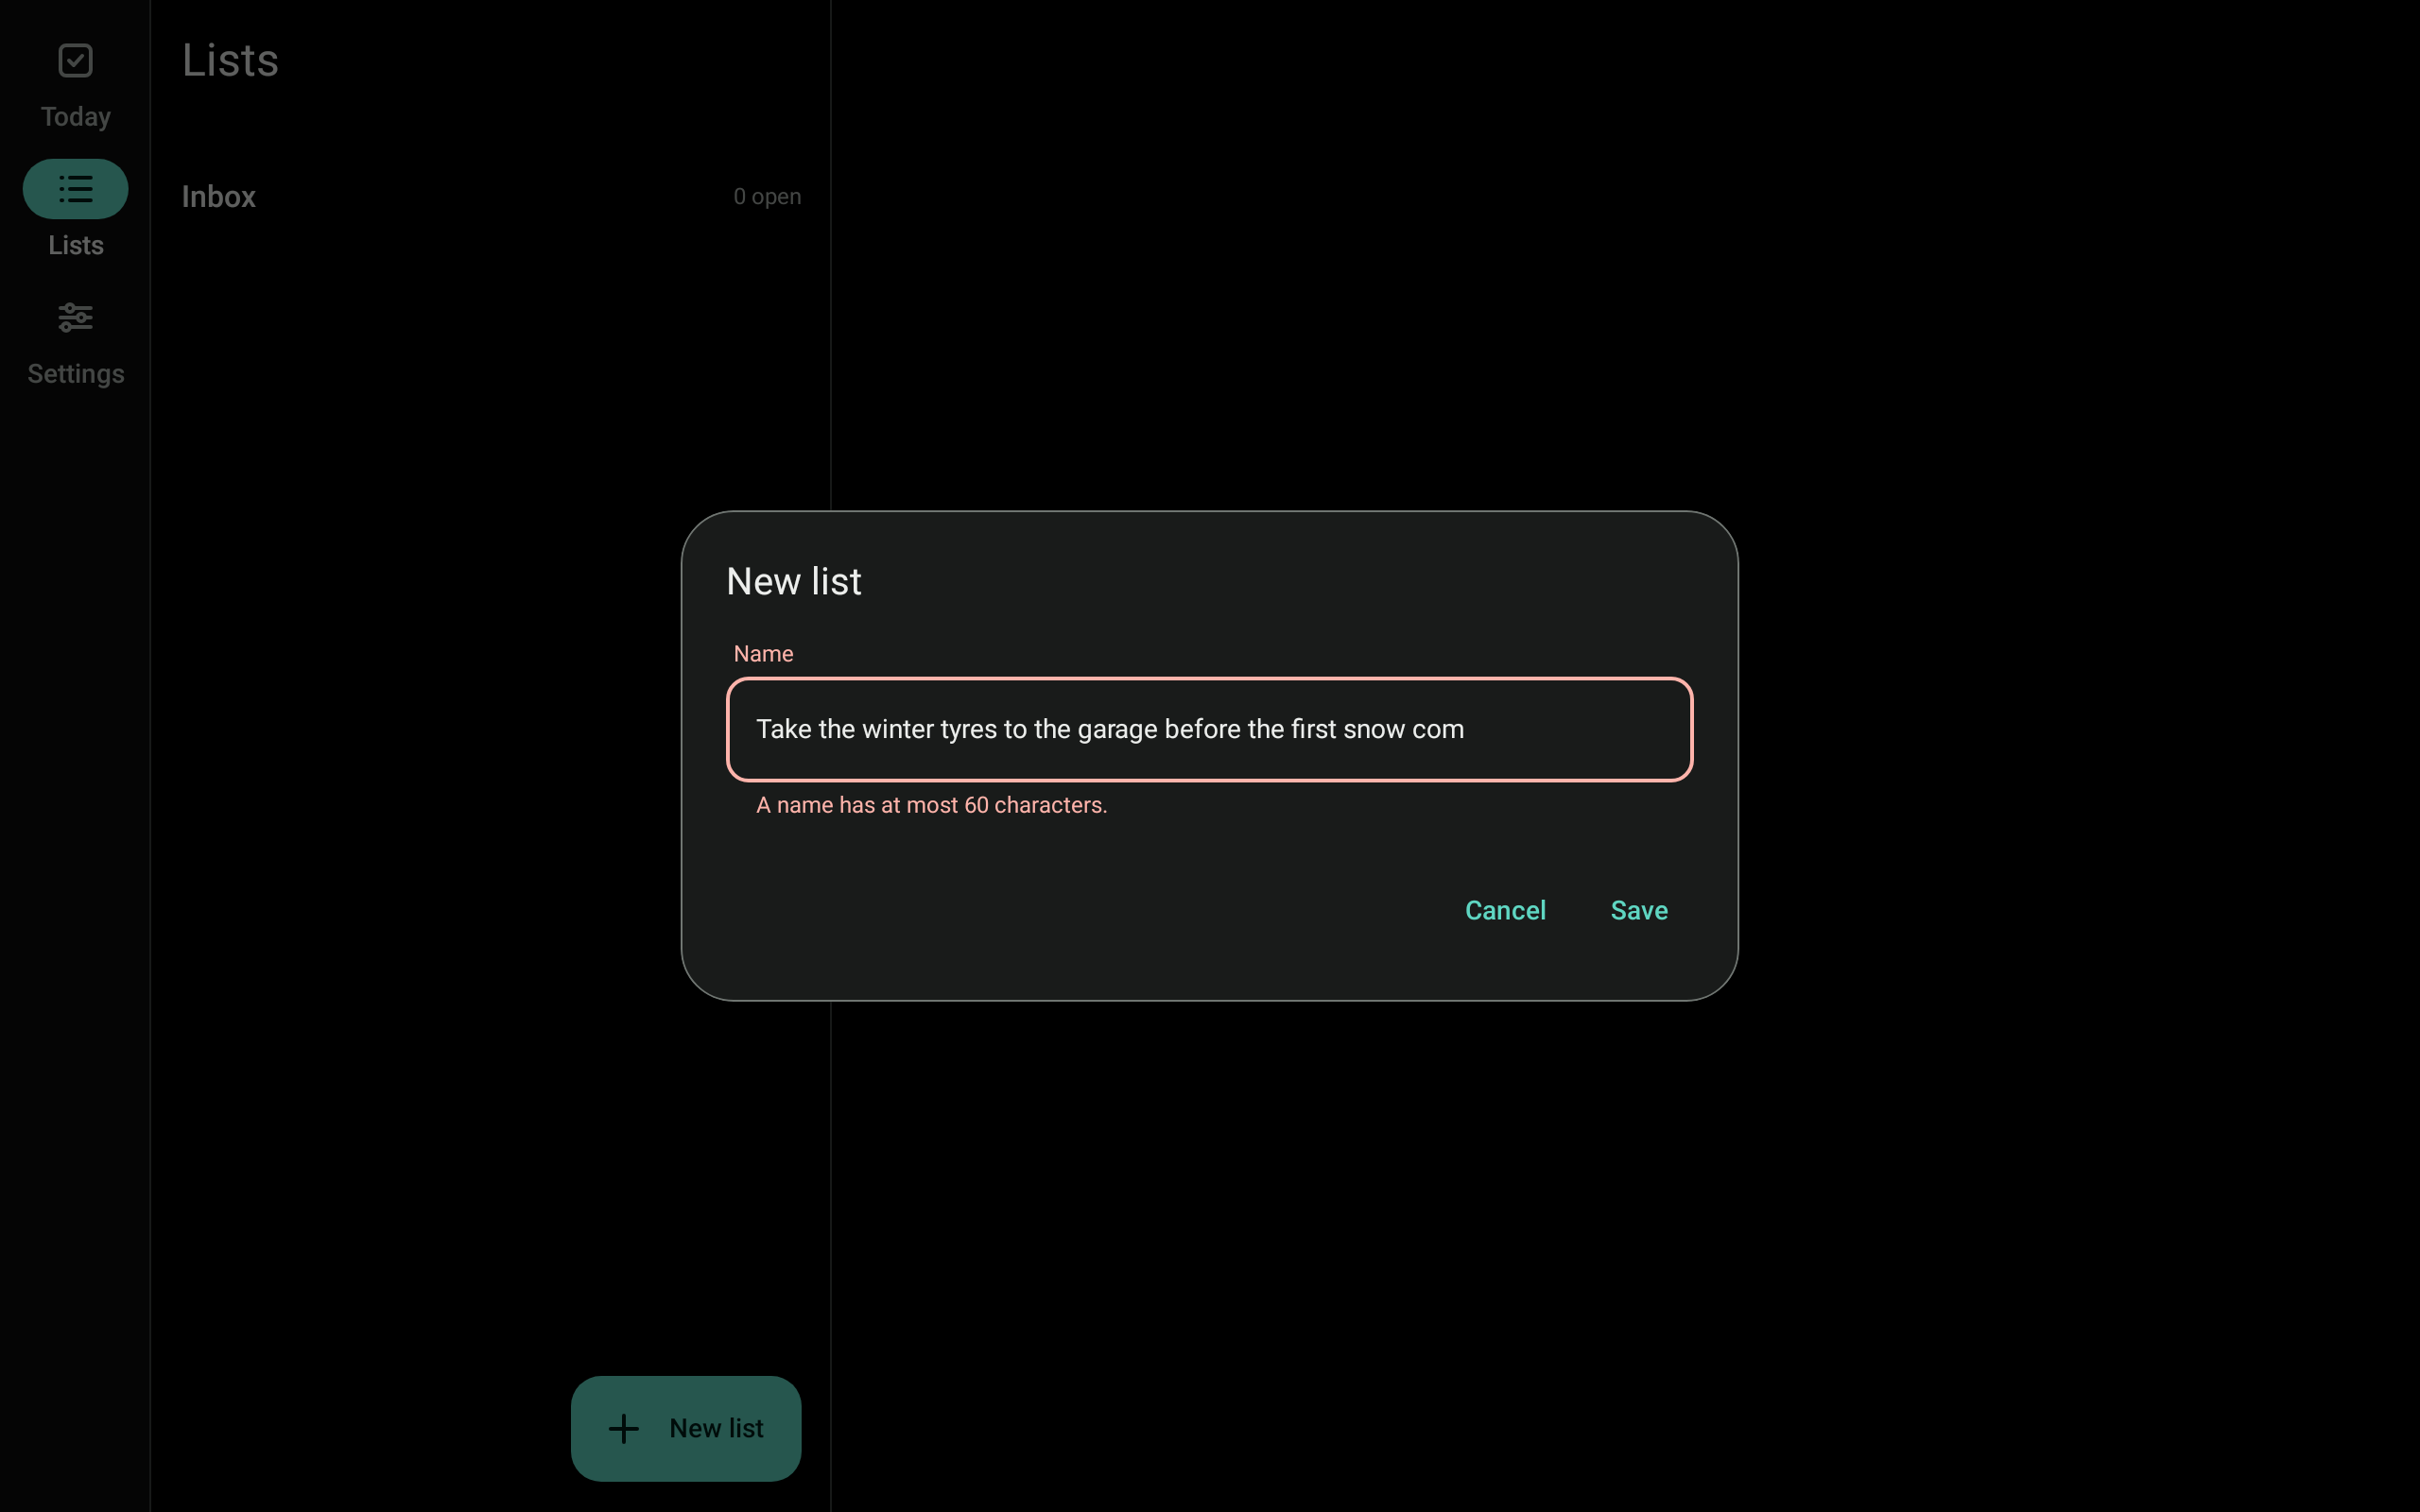 Lists
Today
Inbox
0 open
Lists
Settings
New list
Name
Take the winter tyres to the garage before the first snow com
A name has at most 60 characters.
Cancel
Save
New list